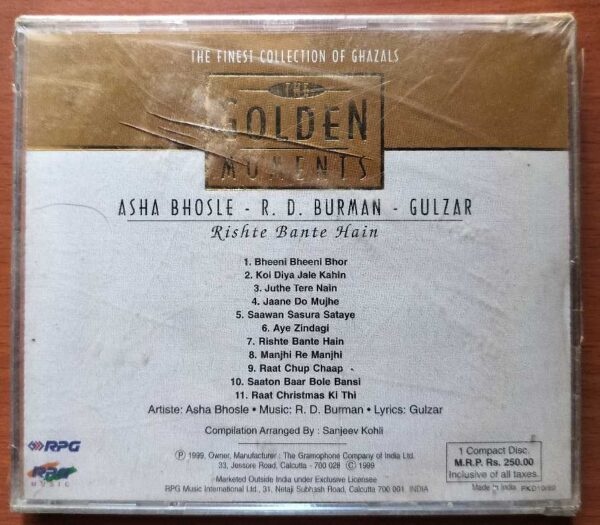 THE FINEST COLLECTION OF GHAZALS
THE
GOLDEN
MOMENTS
ASHA BHOSLE - R. D. BURMAN - GULZAR
Rishte Bante Hain
1. Bheeni Bheeni Bhor
2. Koi Diya Jale Kahin
3. Juthe Tere Nain
4. Jaane Do Mujhe
5. Saawan Sasura Sataye
6. Aye Zindagi
7. Rishte Bante Hain
8. Manjhi Re Manjhi
9. Raat Chup Chaap
10. Saaton Baar Bole Bansi
11. Raat Christmas Ki Thi
Artiste: Asha Bhosle • Music: R. D. Burman • Lyrics: Gulzar
Compilation Arranged By : Sanjeev Kohli
RPG
RPG
MUSIC
Ⓟ 1999, Owner, Manufacturer : The Gramophone Company of India Ltd.
33, Jessore Road, Calcutta - 700 028 © 1999
Marketed Outside India under Exclusive Licensee
RPG Music International Ltd., 31, Netaji Subhash Road, Calcutta 700 001, INDIA
1 Compact Disc.
M.R.P. Rs. 250.00
Inclusive of all taxes.
Made in India